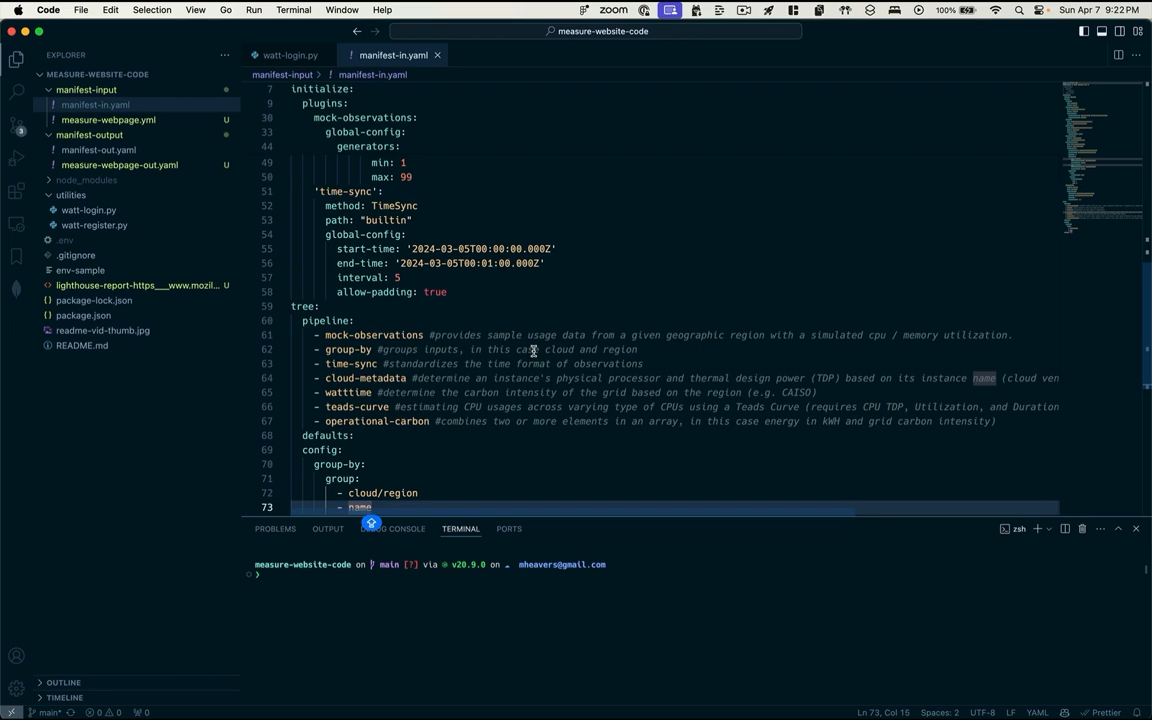 Code File Edit Selection View Go Run Terminal Window Help zoom 100% Sun Apr 7 9:22 PM
measure-website-code
EXPLORER
watt-login.py
! manifest-in.yaml
MEASURE-WEBSITE-CODE
manifest-input > ! manifest-in.yaml
manifest-input
! manifest-in.yaml
! measure-webpage.yml U
manifest-output
! manifest-out.yaml
! measure-webpage-out.yaml U
node_modules
utilities
watt-login.py
watt-register.py
.env
.gitignore
env-sample
lighthouse-report-https___www.mozil... U
package-lock.json
package.json
readme-vid-thumb.jpg
README.md
OUTLINE
TIMELINE
7 initialize:
9 plugins:
30 mock-observations:
33 global-config:
44 generators:
49 min: 1
50 max: 99
51 'time-sync':
52 method: TimeSync
53 path: "builtin"
54 global-config:
55 start-time: '2024-03-05T00:00:00.000Z'
56 end-time: '2024-03-05T00:01:00.000Z'
57 interval: 5
58 allow-padding: true
59 tree:
60 pipeline:
61 - mock-observations #provides sample usage data from a given geographic region with a simulated cpu / memory utilization.
62 - group-by #groups inputs, in this case cloud and region
63 - time-sync #standardizes the time format of observations
64 - cloud-metadata #determine an instance's physical processor and thermal design power (TDP) based on its instance name (cloud ven
65 - watttime #determine the carbon intensity of the grid based on the region (e.g. CAISO)
66 - teads-curve #estimating CPU usages across varying type of CPUs using a Teads Curve (requires CPU TDP, Utilization, and Duration
67 - operational-carbon #combines two or more elements in an array, in this case energy in kWH and grid carbon intensity)
68 defaults:
69 config:
70 group-by:
71 group:
72 - cloud/region
73 - name
PROBLEMS OUTPUT DEBUG CONSOLE TERMINAL PORTS
zsh
measure-website-code on main [?] via v20.9.0 on mheavers@gmail.com
❯
main* 0 0 0 Ln 73, Col 15 Spaces: 2 UTF-8 LF YAML Prettier
3